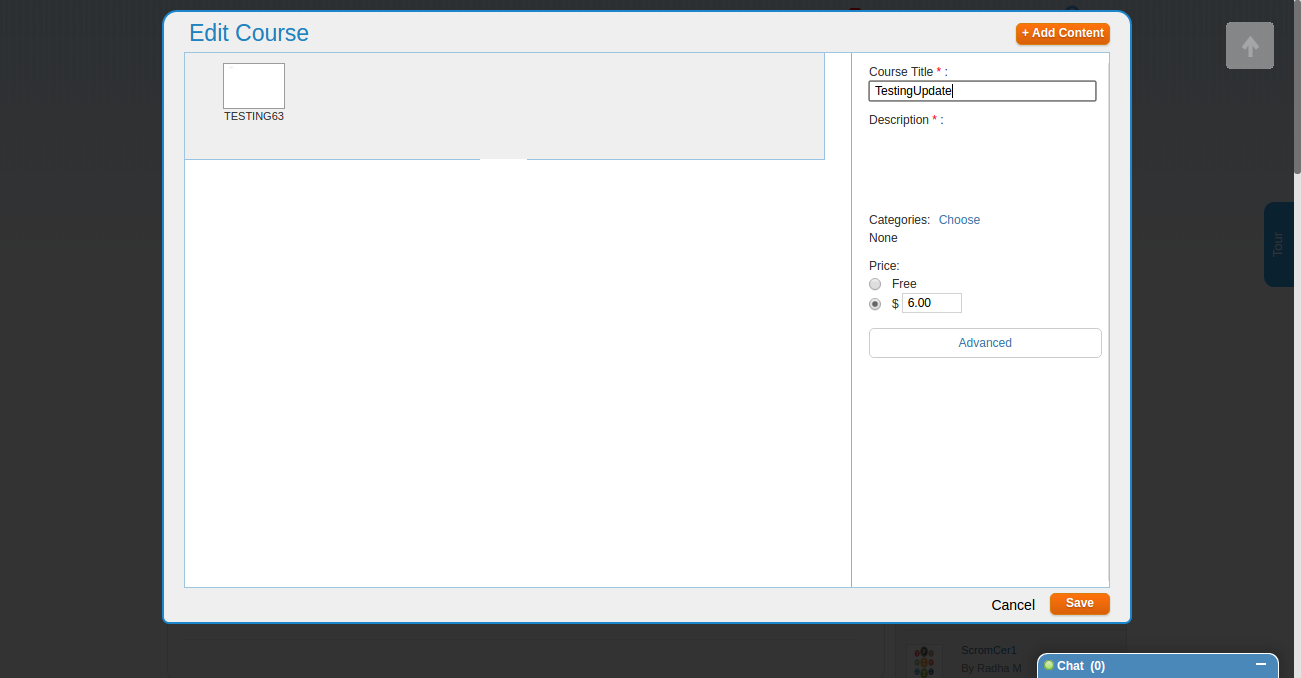 Edit Course
+ Add Content
TESTING63
Course Title * :
TestingUpdate
Description * :
Categories: Choose
None
Price:
Free
$ 6.00
Advanced
Cancel
Save
Tour
ScromCer1
By Radha M
Chat (0)